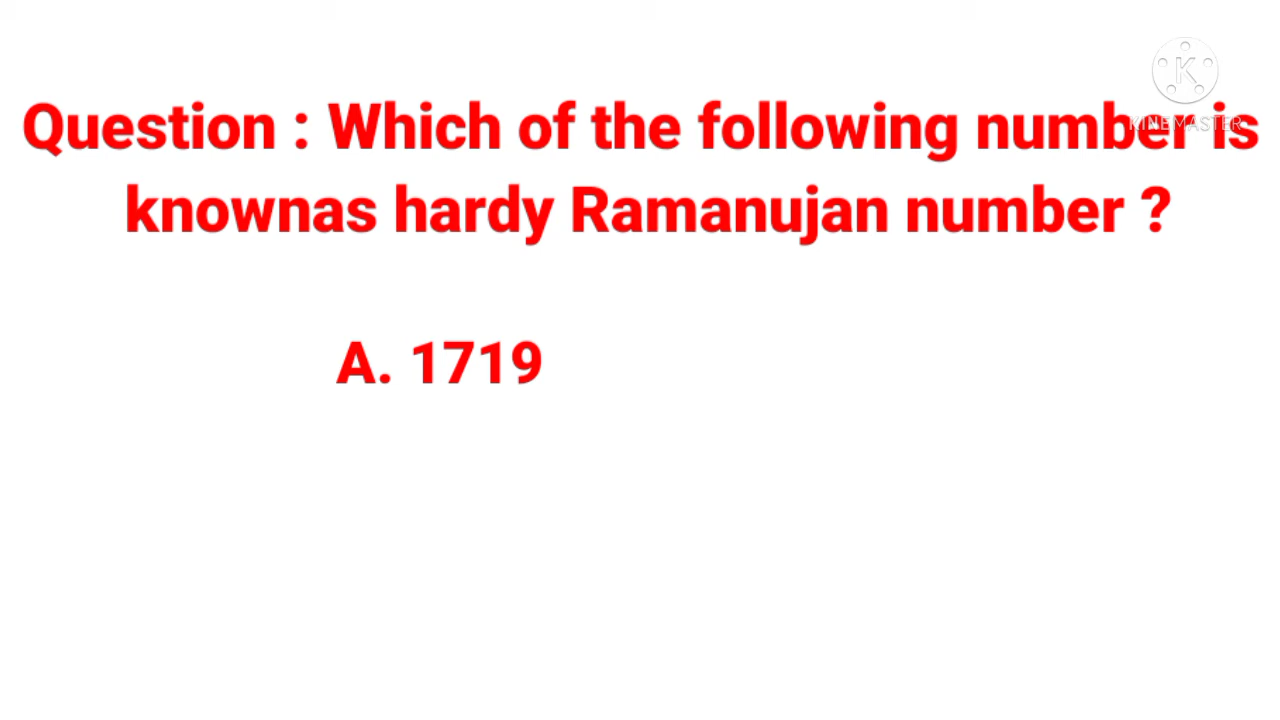 Question : Which of the following number is
knownas hardy Ramanujan number ?
A. 1719
K
KINEMASTER